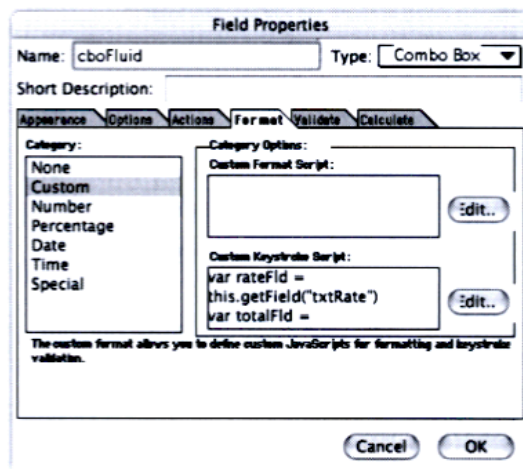 Field Properties
Name: cboFluid Type: Combo Box
Short Description:
Appearance Options Actions Format Validate Calculate
Category: Category Options:
None
Custom
Number
Percentage
Date
Time
Special
Custom Format Script:
Edit..
Custom Keystroke Script:
var rateFld =
this.getField("txtRate")
var totalFld =
Edit..
The custom format allows you to define custom JavaScripts for formatting and keystroke
validation.
Cancel OK